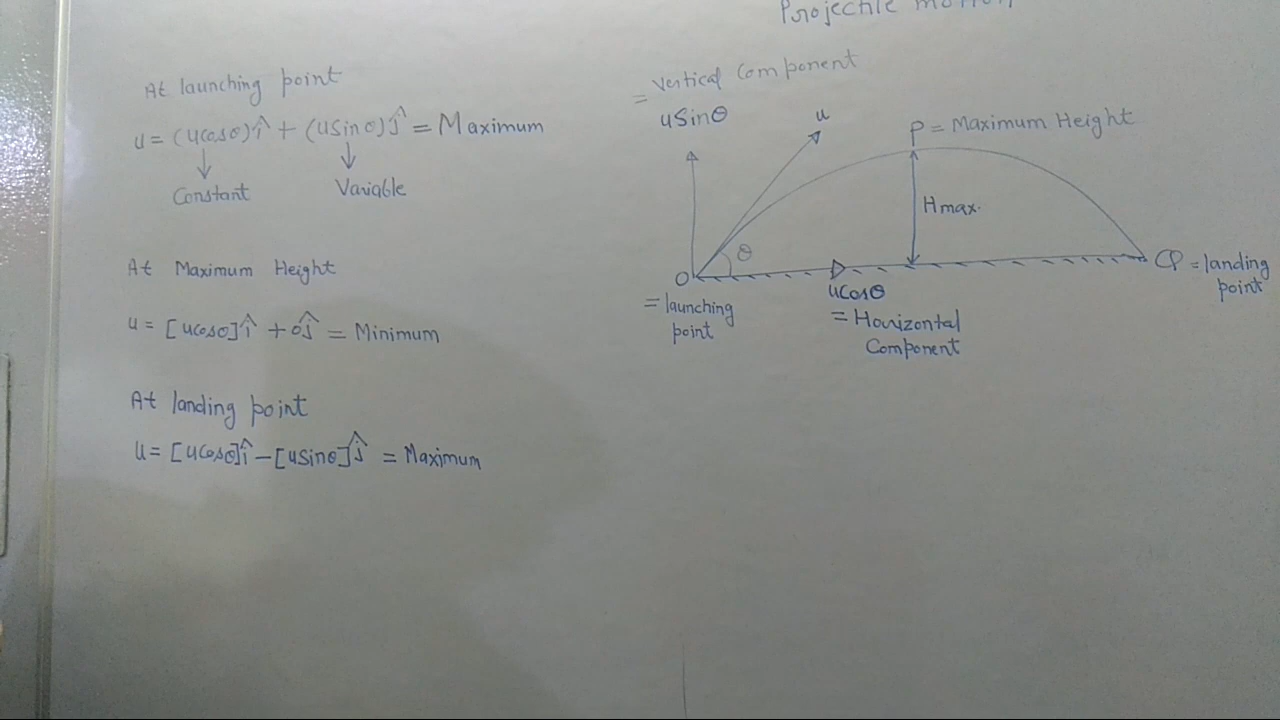 Projectile motion
At launching point
u = (ucosθ)î + (usinθ)ĵ = Maximum
Constant
Variable
At Maximum Height
u = [ucosθ]î + 0ĵ = Minimum
At landing point
u = [ucosθ]î - [usinθ]ĵ = Maximum
= Vertical Component
usinθ
u
P = Maximum Height
Hmax.
θ
O
= launching
point
ucosθ
= Horizontal
Component
CP = landing
point